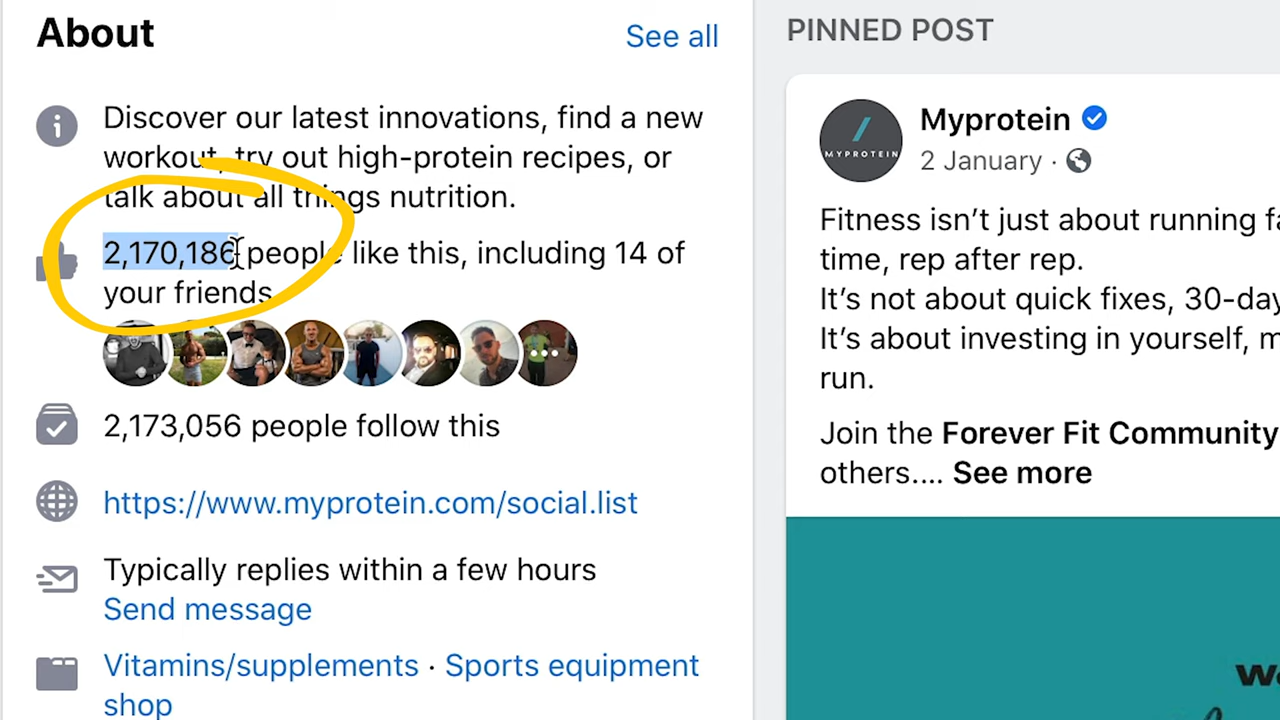 About
See all
Discover our latest innovations, find a new
workout, try out high-protein recipes, or
talk about all things nutrition.
2,170,186 people like this, including 14 of
your friends
2,173,056 people follow this
https://www.myprotein.com/social.list
Typically replies within a few hours
Send message
Vitamins/supplements · Sports equipment
shop
PINNED POST
MYPROTEIN
Myprotein
2 January ·
Fitness isn’t just about running fa
time, rep after rep.
It’s not about quick fixes, 30-day
It’s about investing in yourself, m
run.
Join the Forever Fit Community
others.... See more